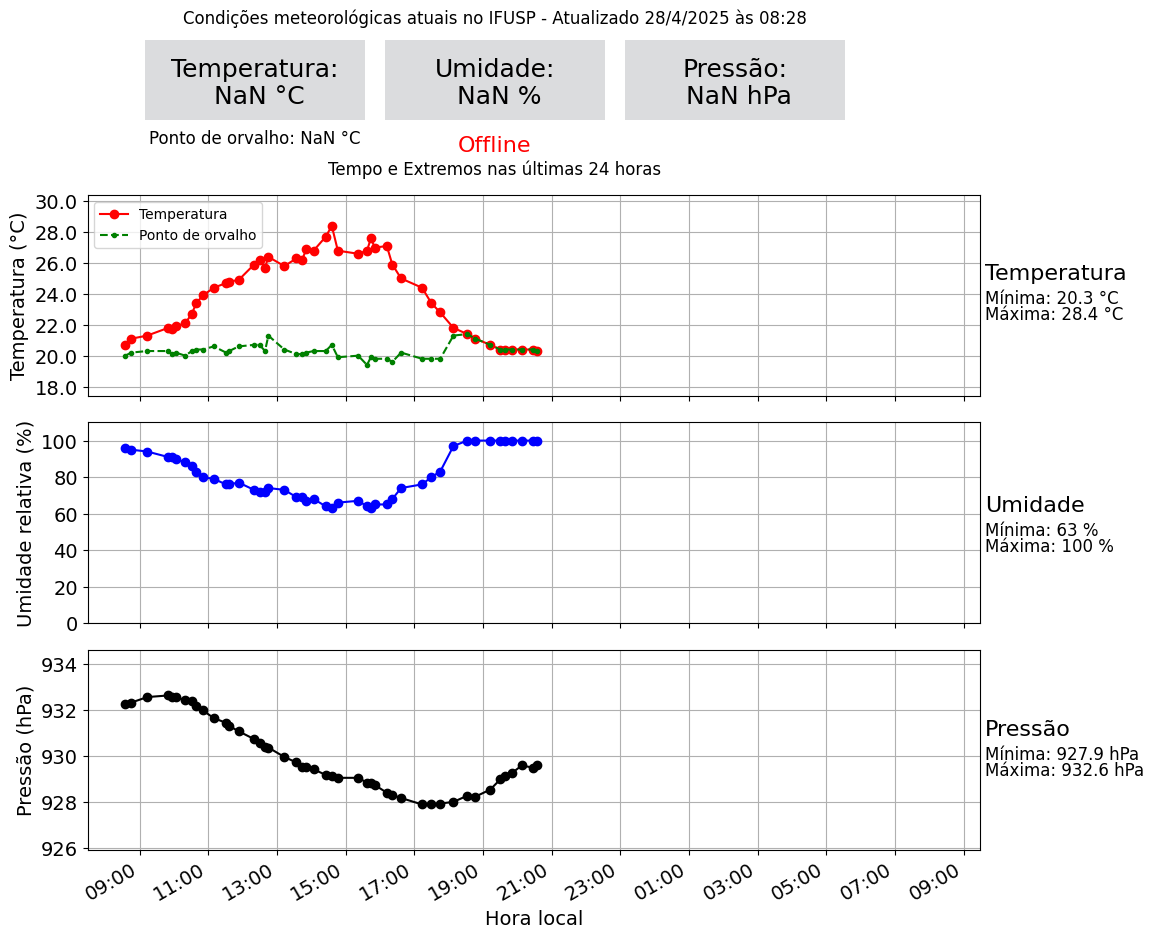 Condições meteorológicas atuais no IFUSP - Atualizado 28/4/2025 às 08:28
Temperatura:
NaN °C
Umidade:
NaN %
Pressão:
NaN hPa
Ponto de orvalho: NaN °C
Offline
Tempo e Extremos nas últimas 24 horas
Temperatura (°C)
30.0
28.0
26.0
24.0
22.0
20.0
18.0
Temperatura
Ponto de orvalho
Temperatura
Mínima: 20.3 °C
Máxima: 28.4 °C
Umidade relativa (%)
100
80
60
40
20
0
Umidade
Mínima: 63 %
Máxima: 100 %
Pressão (hPa)
934
932
930
928
926
Pressão
Mínima: 927.9 hPa
Máxima: 932.6 hPa
09:00
11:00
13:00
15:00
17:00
19:00
21:00
23:00
01:00
03:00
05:00
07:00
09:00
Hora local